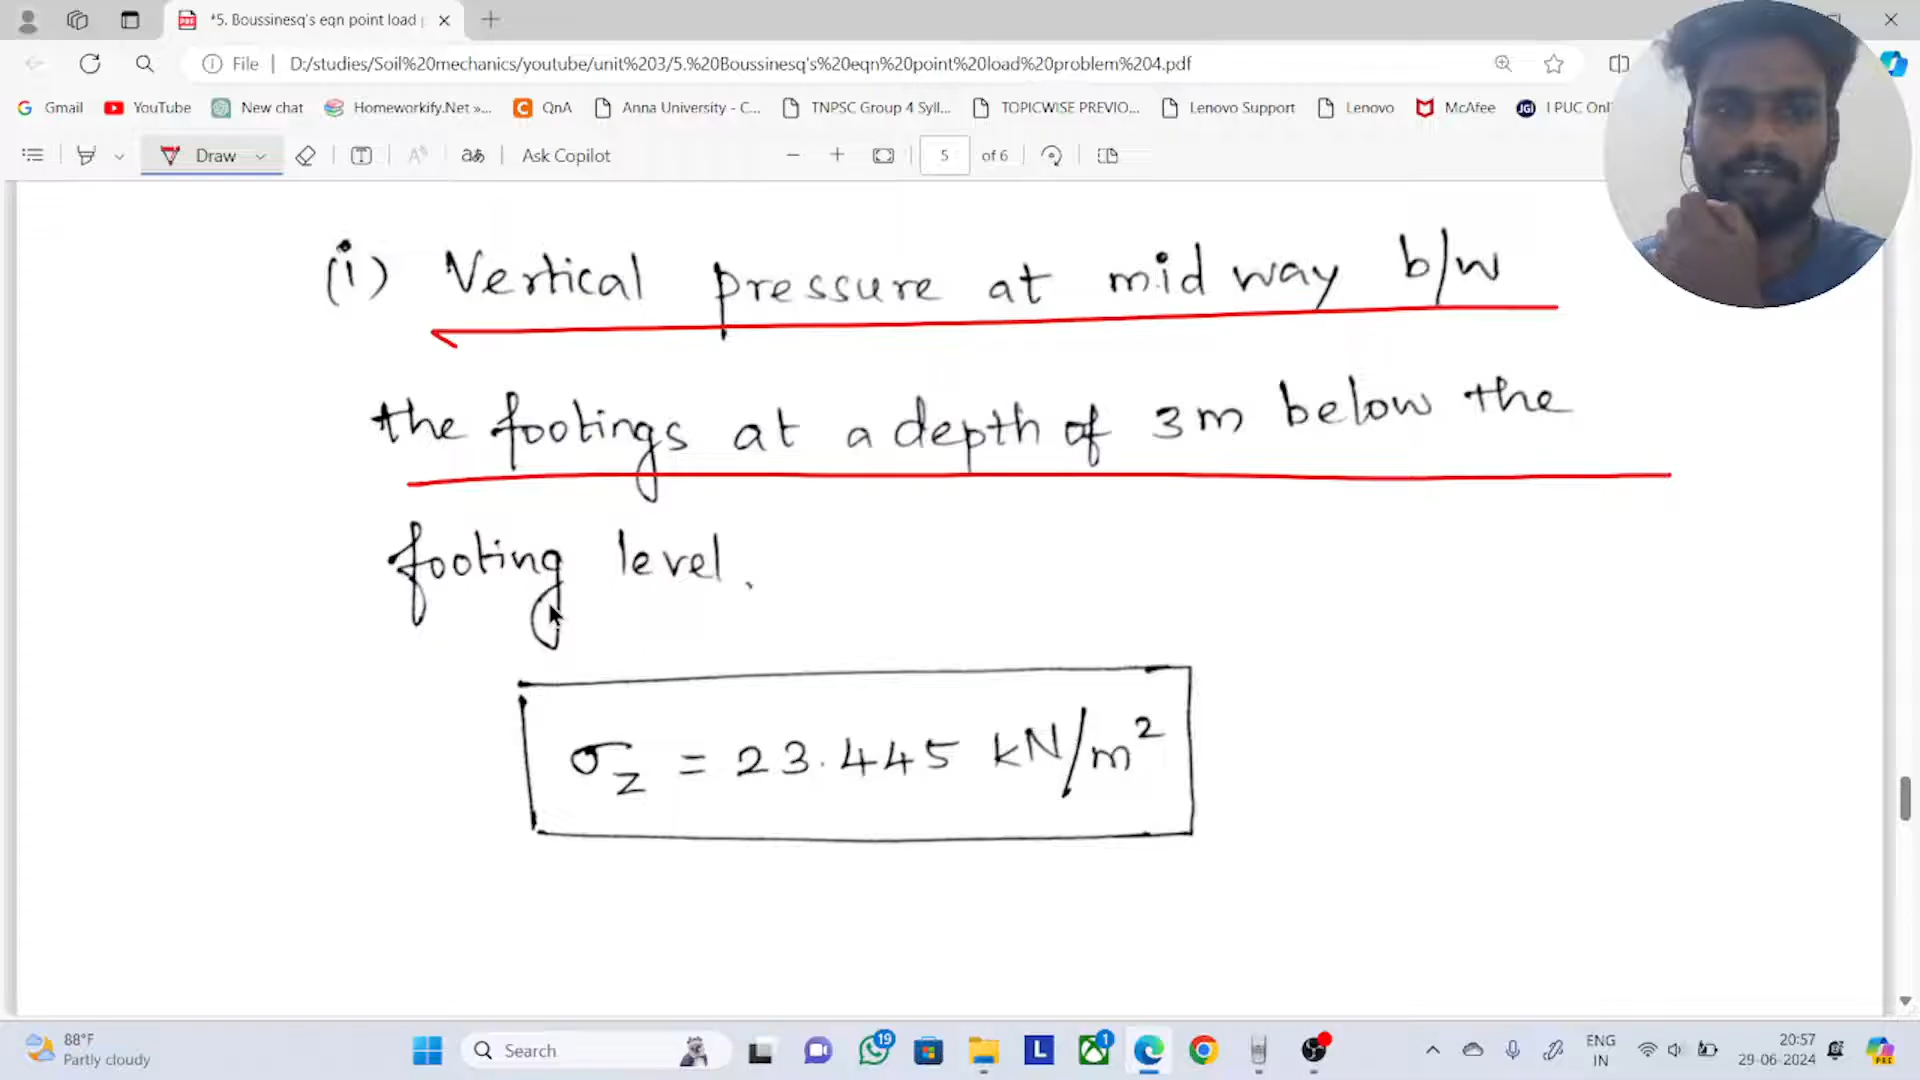 *5. Boussinesq's eqn point load p
File
D:/studies/Soil%20mechanics/youtube/unit%203/5.%20Boussinesq's%20eqn%20point%20load%20problem%204.pdf
Gmail
YouTube
New chat
Homeworkify.Net »...
QnA
Anna University - C...
TNPSC Group 4 Syll...
TOPICWISE PREVIO...
Lenovo Support
Lenovo
McAfee
I PUC Onl
Draw
Ask Copilot
5 of 6
(i) Vertical pressure at mid way b/w
the footings at a depth of 3m below the
footing level.
σz = 23.445 kN/m²
88°F
Partly cloudy
Search
19
L
1
ENG
IN
20:57
29-06-2024